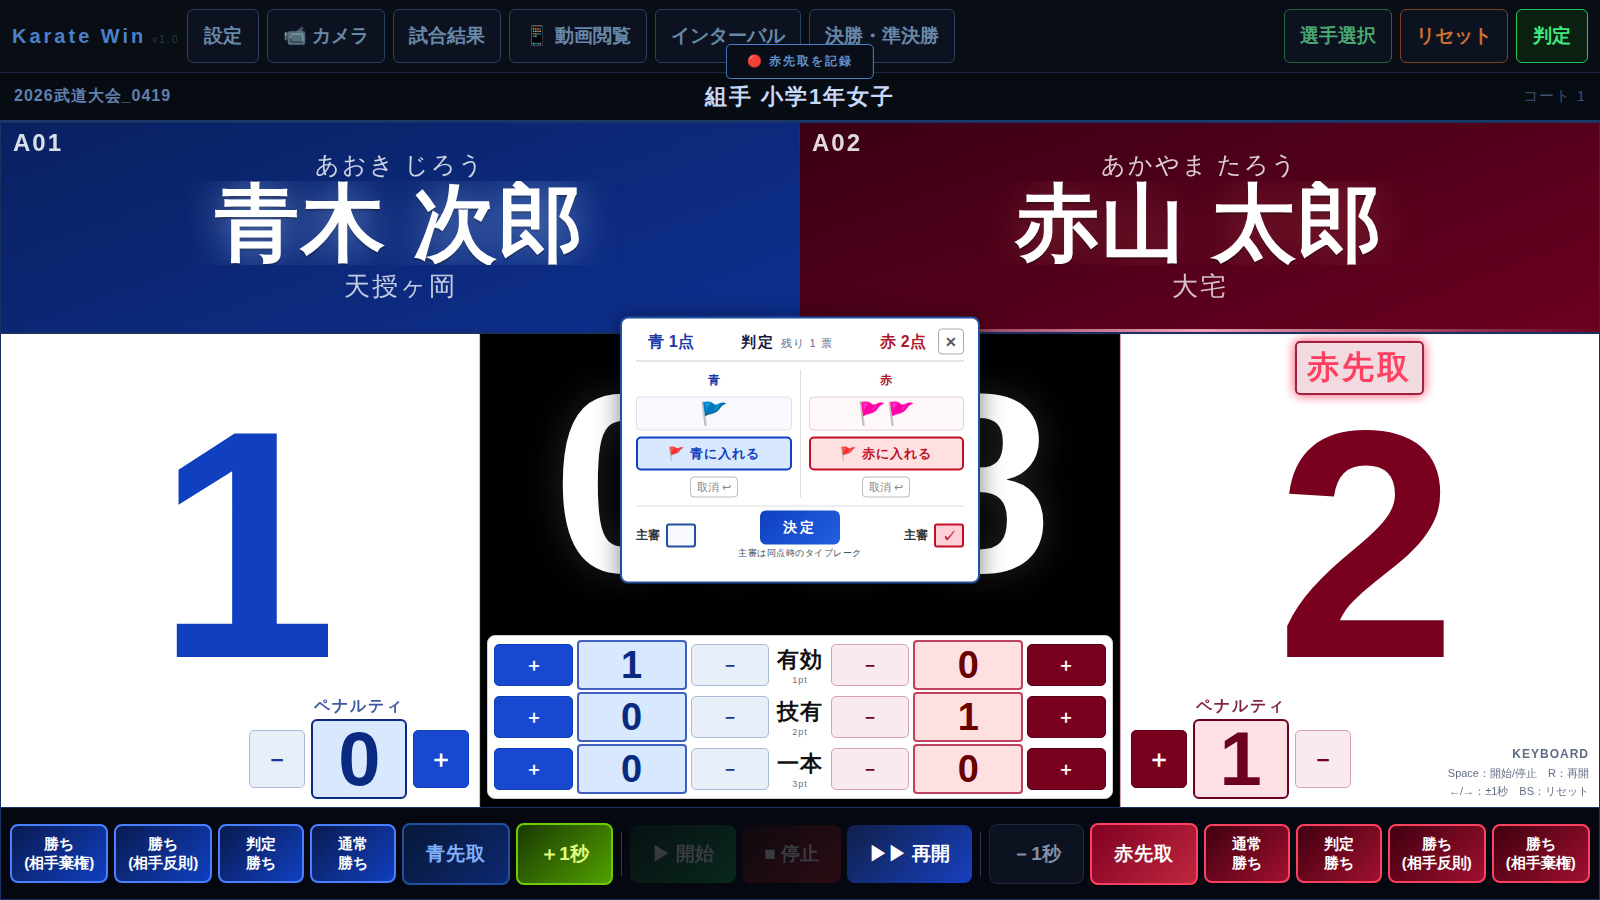 Karate Win v1.0
設定
📹 カメラ
試合結果
📱 動画閲覧
インターバル
決勝・準決勝
選手選択
リセット
判定
🔴 赤先取を記録
2026武道大会_0419
組手 小学1年女子
コート 1
A01
あおき じろう
青木 次郎
天授ヶ岡
A02
あかやま たろう
赤山 太郎
大宅
青 1点
判定 残り 1 票
赤 2点
✕
青
赤
🚩 青に入れる
🚩 赤に入れる
取消 ↩
取消 ↩
主審
決定
主審 ✓
主審は同点時のタイブレーク
1
赤先取
2
+ 1 − 有効 − 0 +
1pt
+ 0 − 技有 − 1 +
2pt
+ 0 − 一本 − 0 +
3pt
ペナルティ
− 0 +
ペナルティ
+ 1 −
KEYBOARD
Space：開始/停止 R：再開
←/→：±1秒 BS：リセット
勝ち
(相手棄権)
勝ち
(相手反則)
判定
勝ち
通常
勝ち
青先取
＋1秒
▶ 開始
■ 停止
▶▶ 再開
－1秒
赤先取
通常
勝ち
判定
勝ち
勝ち
(相手反則)
勝ち
(相手棄権)